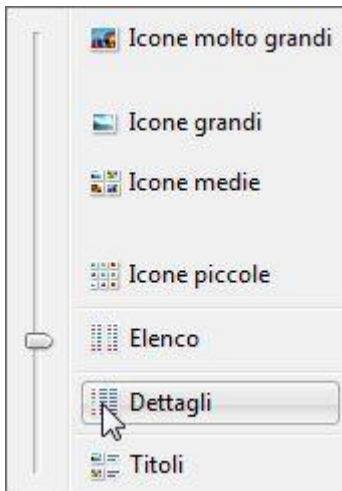 Icone molto grandi
Icone grandi
Icone medie
Icone piccole
Elenco
Dettagli
Titoli